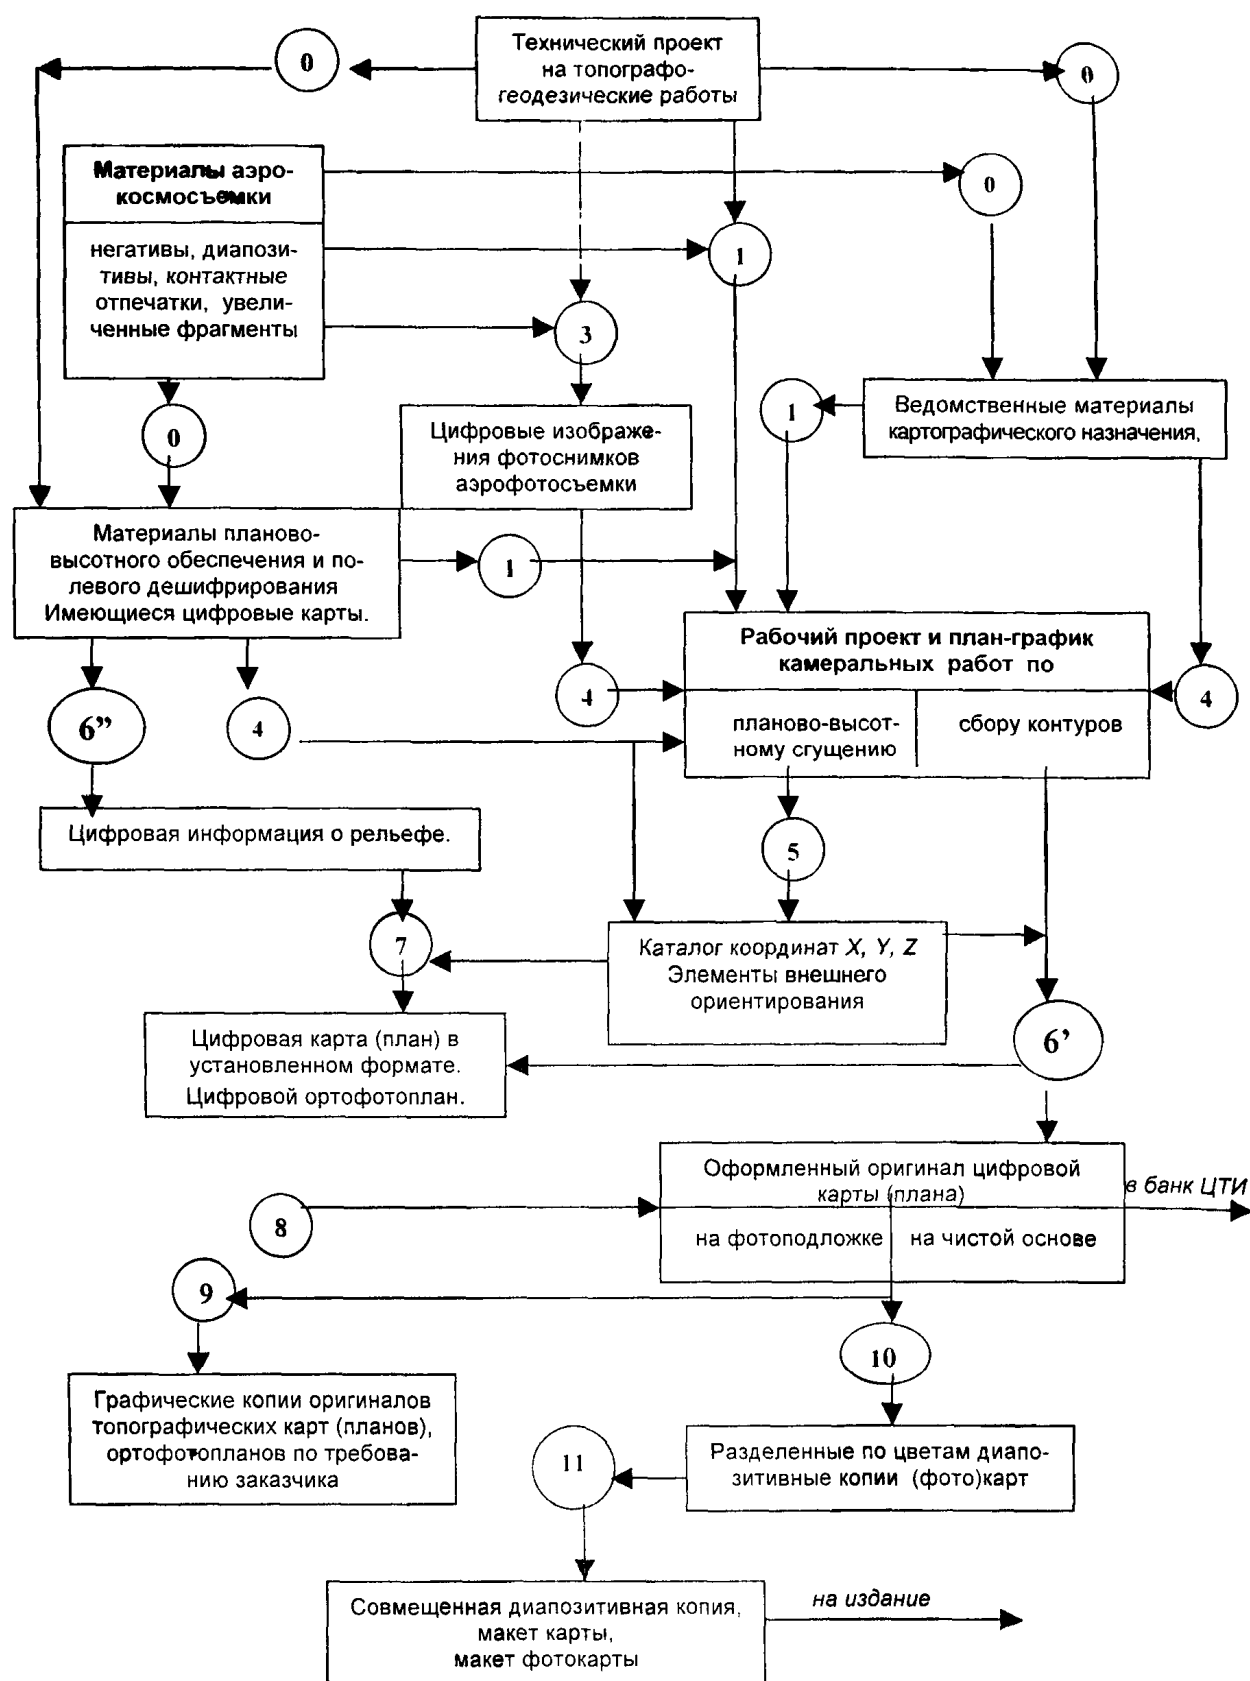 0
Технический проект
на топографо-
геодезические работы
0
Материалы аэро-
космосъемки
0
негативы, диапози-
тивы, контактные
отпечатки, увели-
ченные фрагменты
1
3
0
1
Ведомственные материалы
картографического назначения,
Цифровые изображе-
ния фотоснимков
аэрофотосъемки
Материалы планово-
высотного обеспечения и по-
левого дешифрирования
Имеющиеся цифровые карты.
1
Рабочий проект и план-график
камеральных работ по
6”
4
4
4
планово-высот-
ному сгущению
сбору контуров
Цифровая информация о рельефе.
5
7
Каталог координат X, Y, Z
Элементы внешнего
ориентирования
Цифровая карта (план) в
установленном формате.
Цифровой ортофотоплан.
6’
Оформленный оригинал цифровой
карты (плана)
в банк ЦТИ
8
на фотоподложке
на чистой основе
9
10
Графические копии оригиналов
топографических карт (планов),
ортофотопланов по требова-
нию заказчика
11
Разделенные по цветам диапо-
зитивные копии (фото)карт
Совмещенная диапозитивная копия,
макет карты,
макет фотокарты
на издание